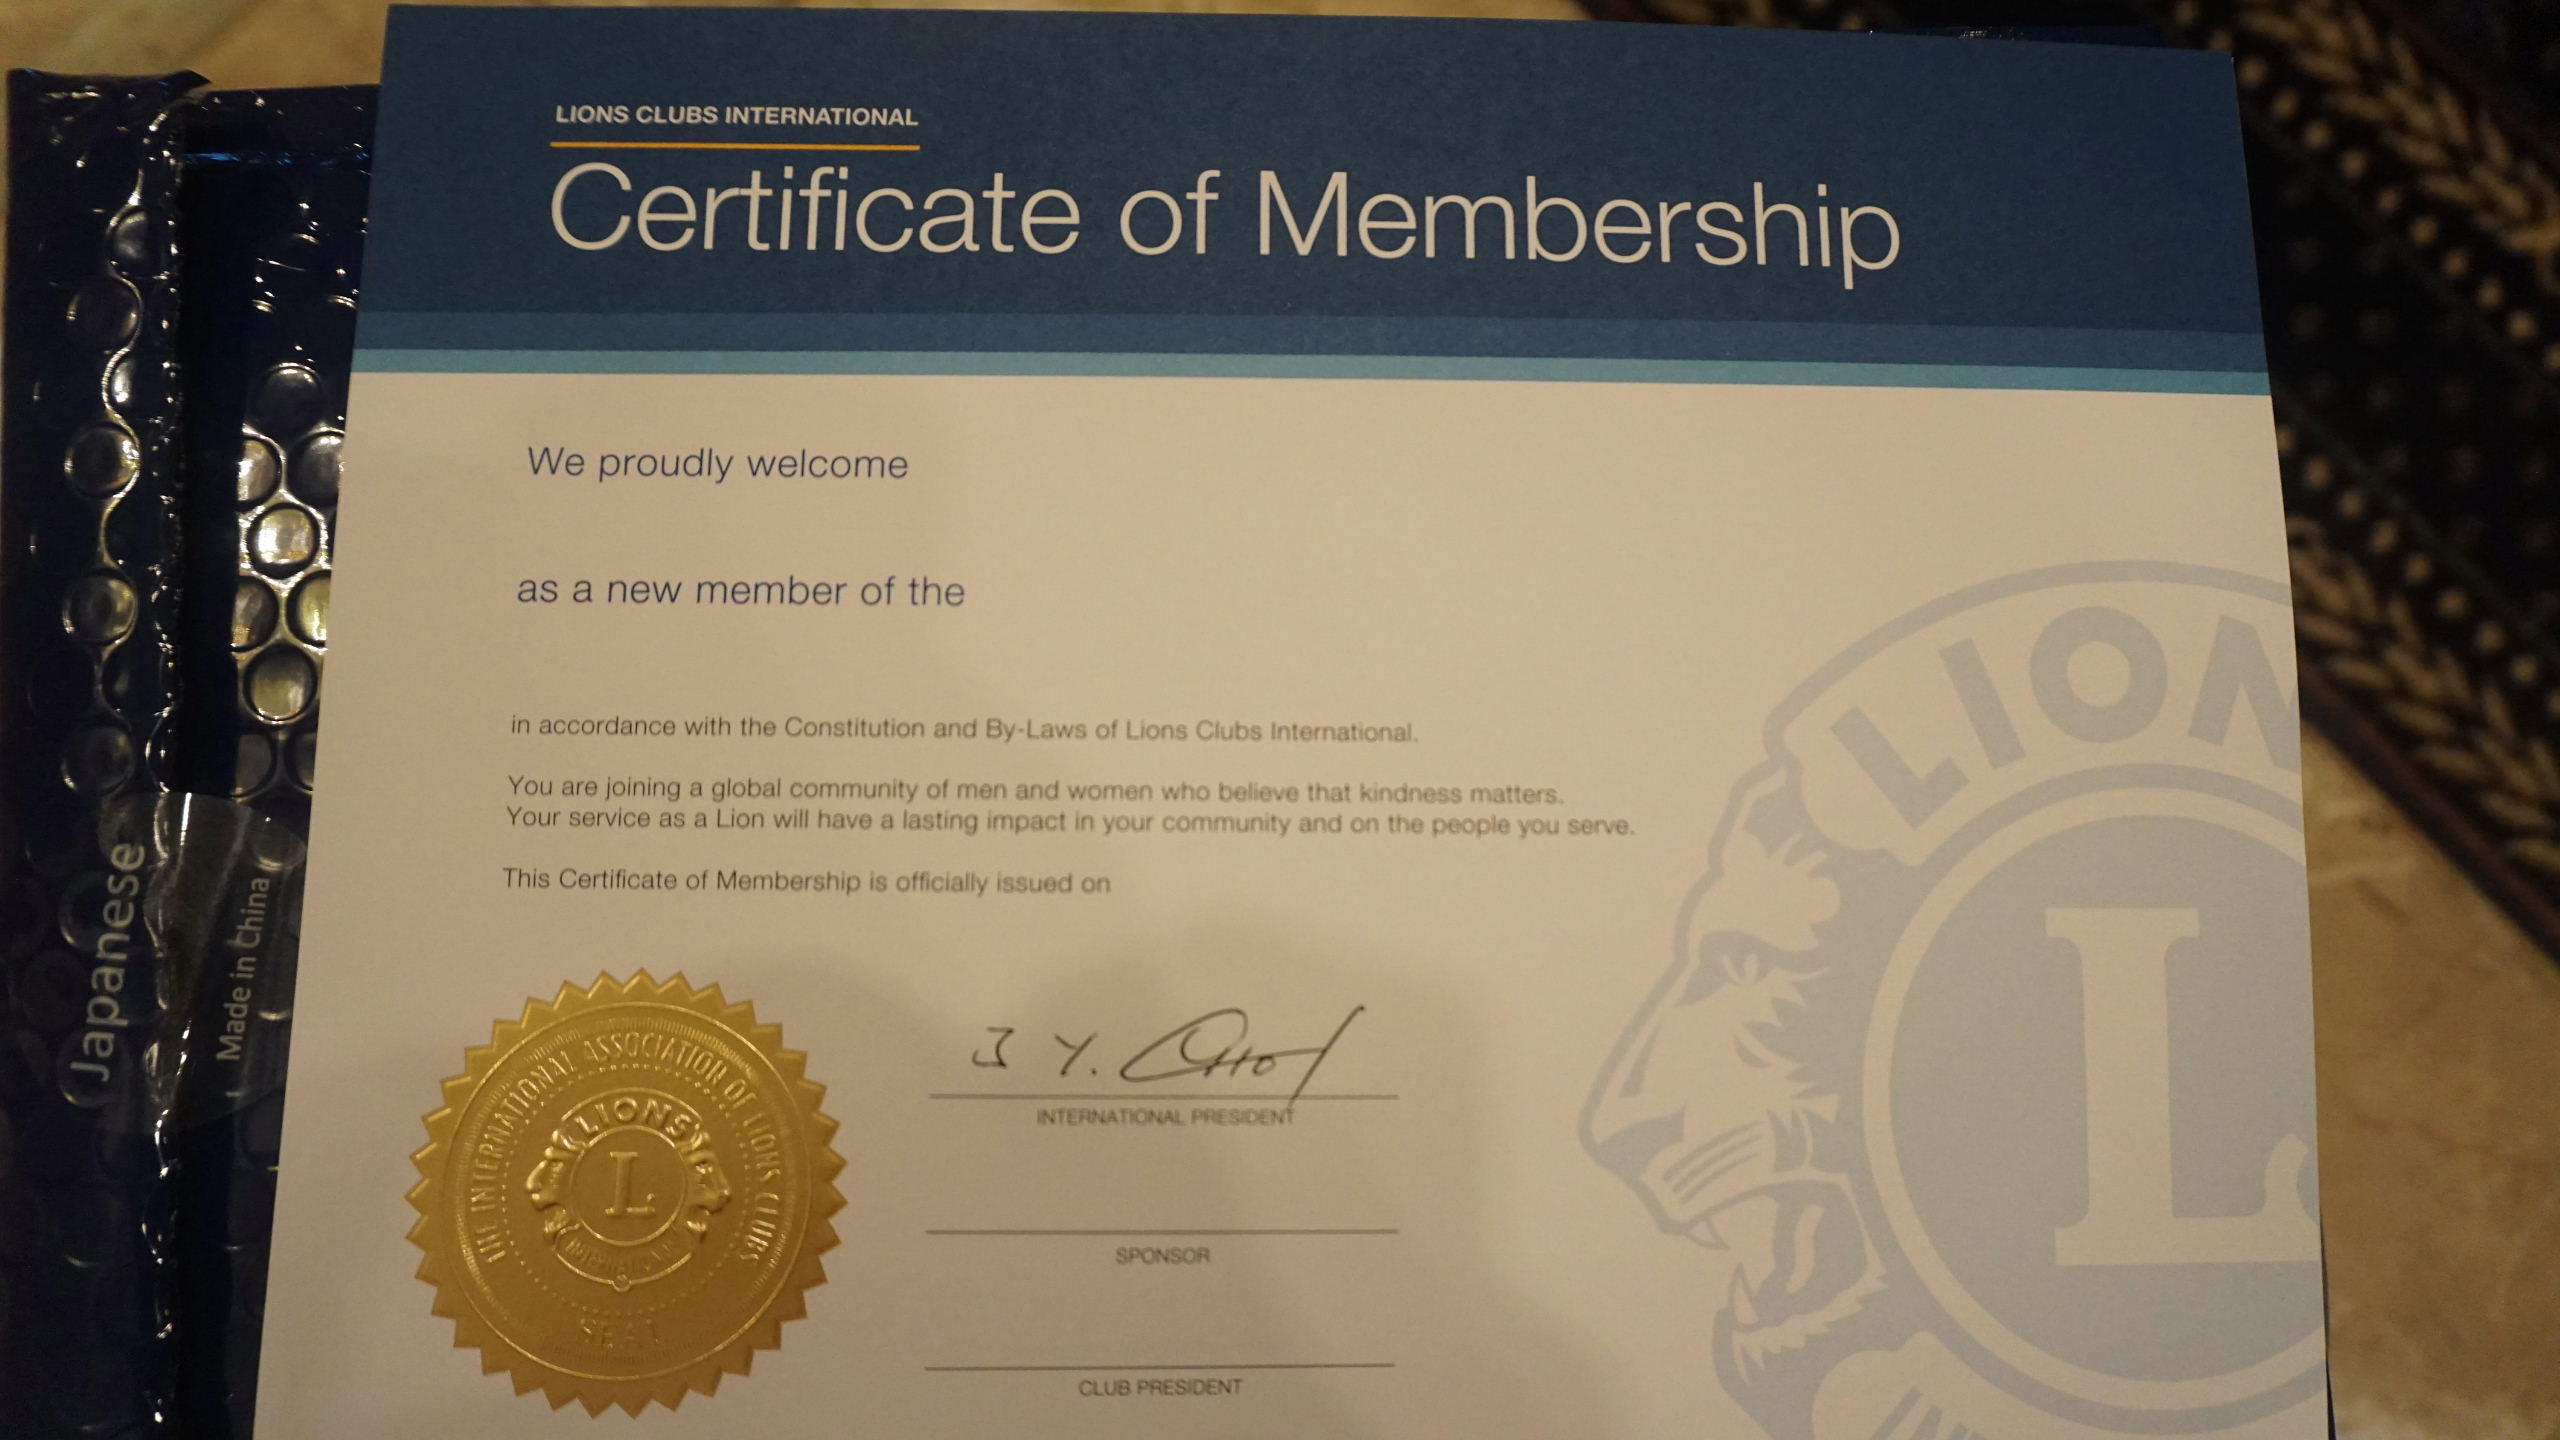 LIONS CLUBS INTERNATIONAL
Certificate of Membership
We proudly welcome
as a new member of the
in accordance with the Constitution and By-Laws of Lions Clubs International.
You are joining a global community of men and women who believe that kindness matters.
Your service as a Lion will have a lasting impact in your community and on the people you serve.
This Certificate of Membership is officially issued on
INTERNATIONAL PRESIDENT
SPONSOR
CLUB PRESIDENT
THE INTERNATIONAL ASSOCIATION OF LIONS CLUBS
LIONS
L
INTERNATIONAL
SEAL
LION
L
Japanese
Made in China